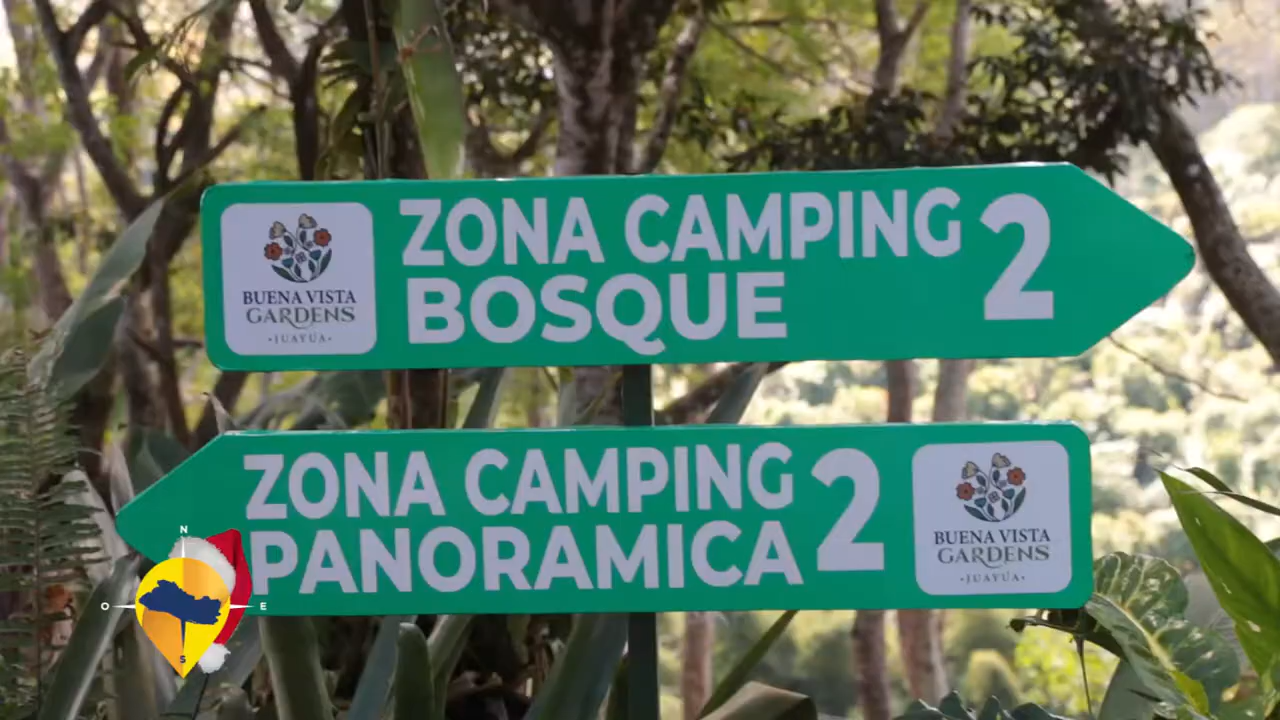 ZONA CAMPING 2
BOSQUE
BUENA VISTA
GARDENS
·JUAYÚA·
ZONA CAMPING 2
PANORAMICA
BUENA VISTA
GARDENS
·JUAYÚA·
N
O E
S